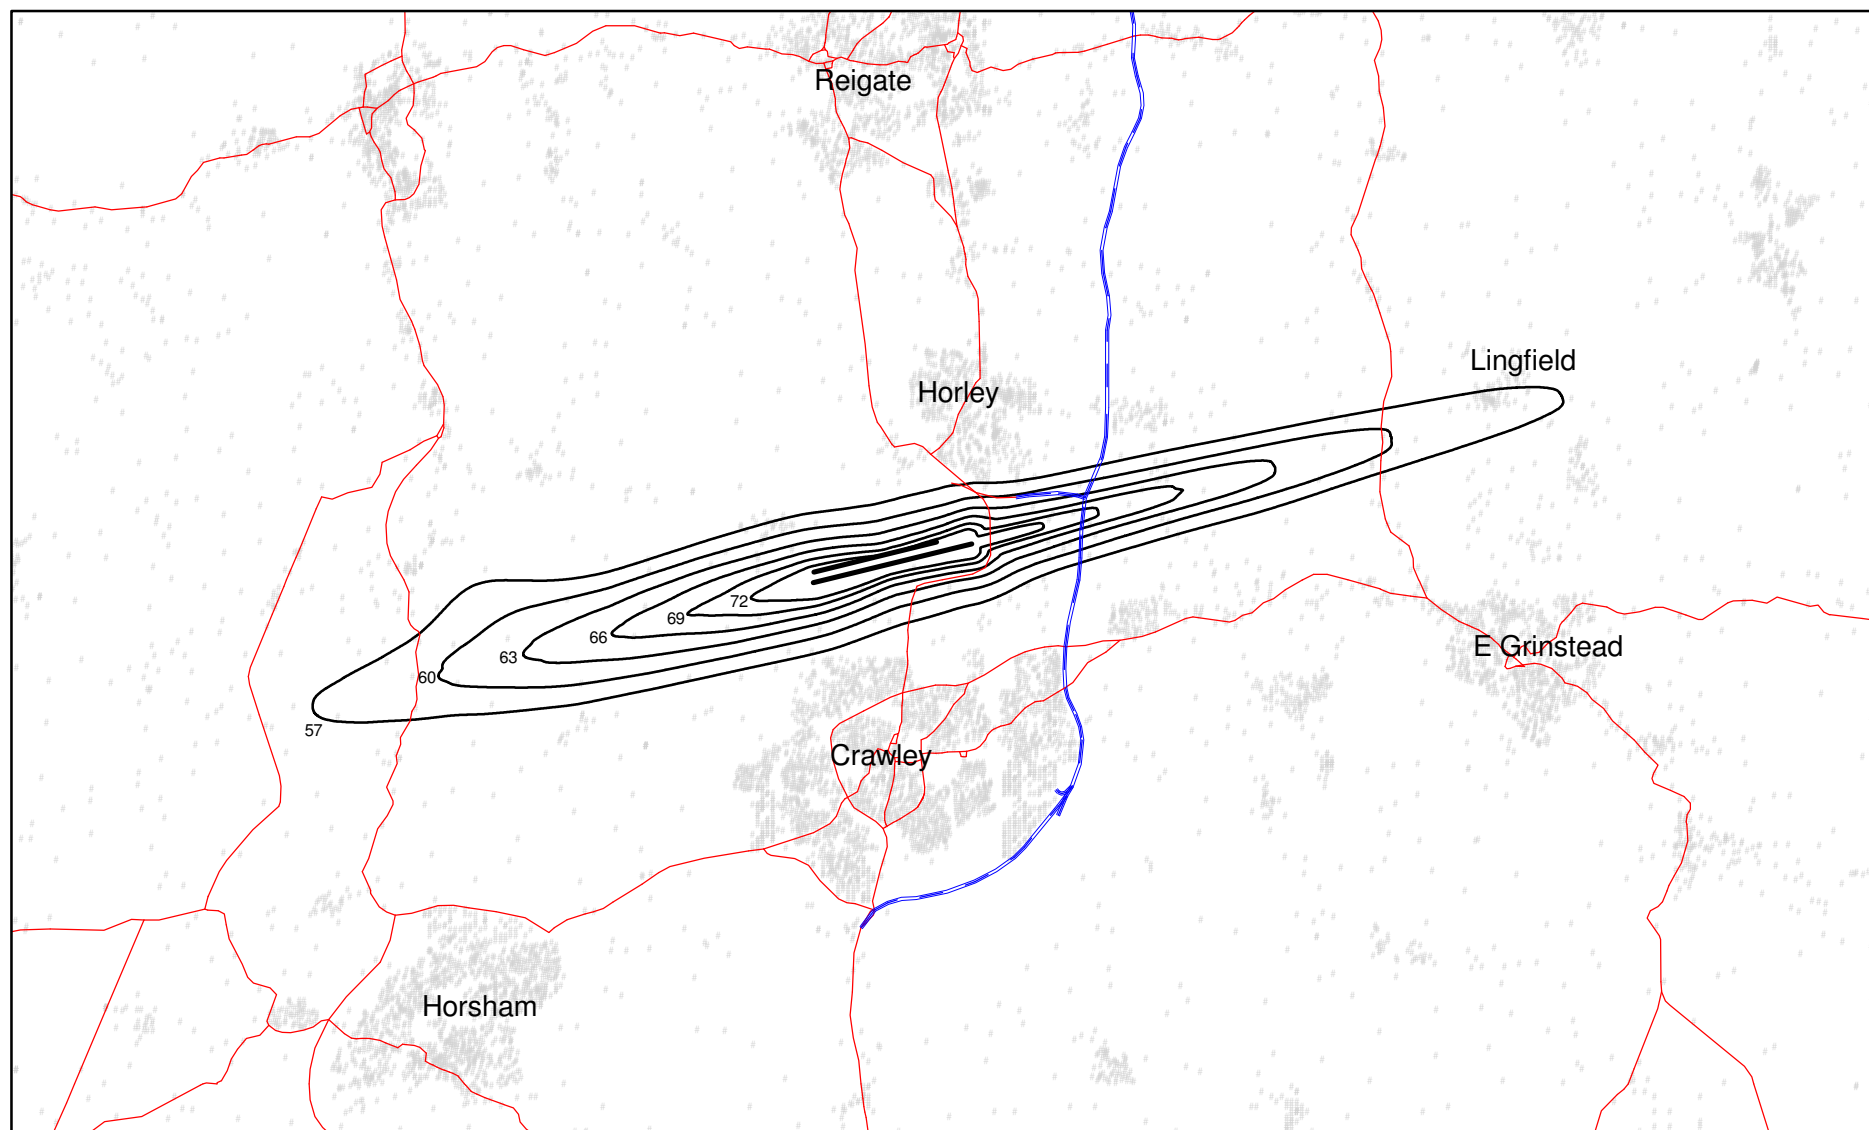 Reigate
Lingfield
Horley
72
69
66
63
60
57
E Grinstead
Crawley
Horsham